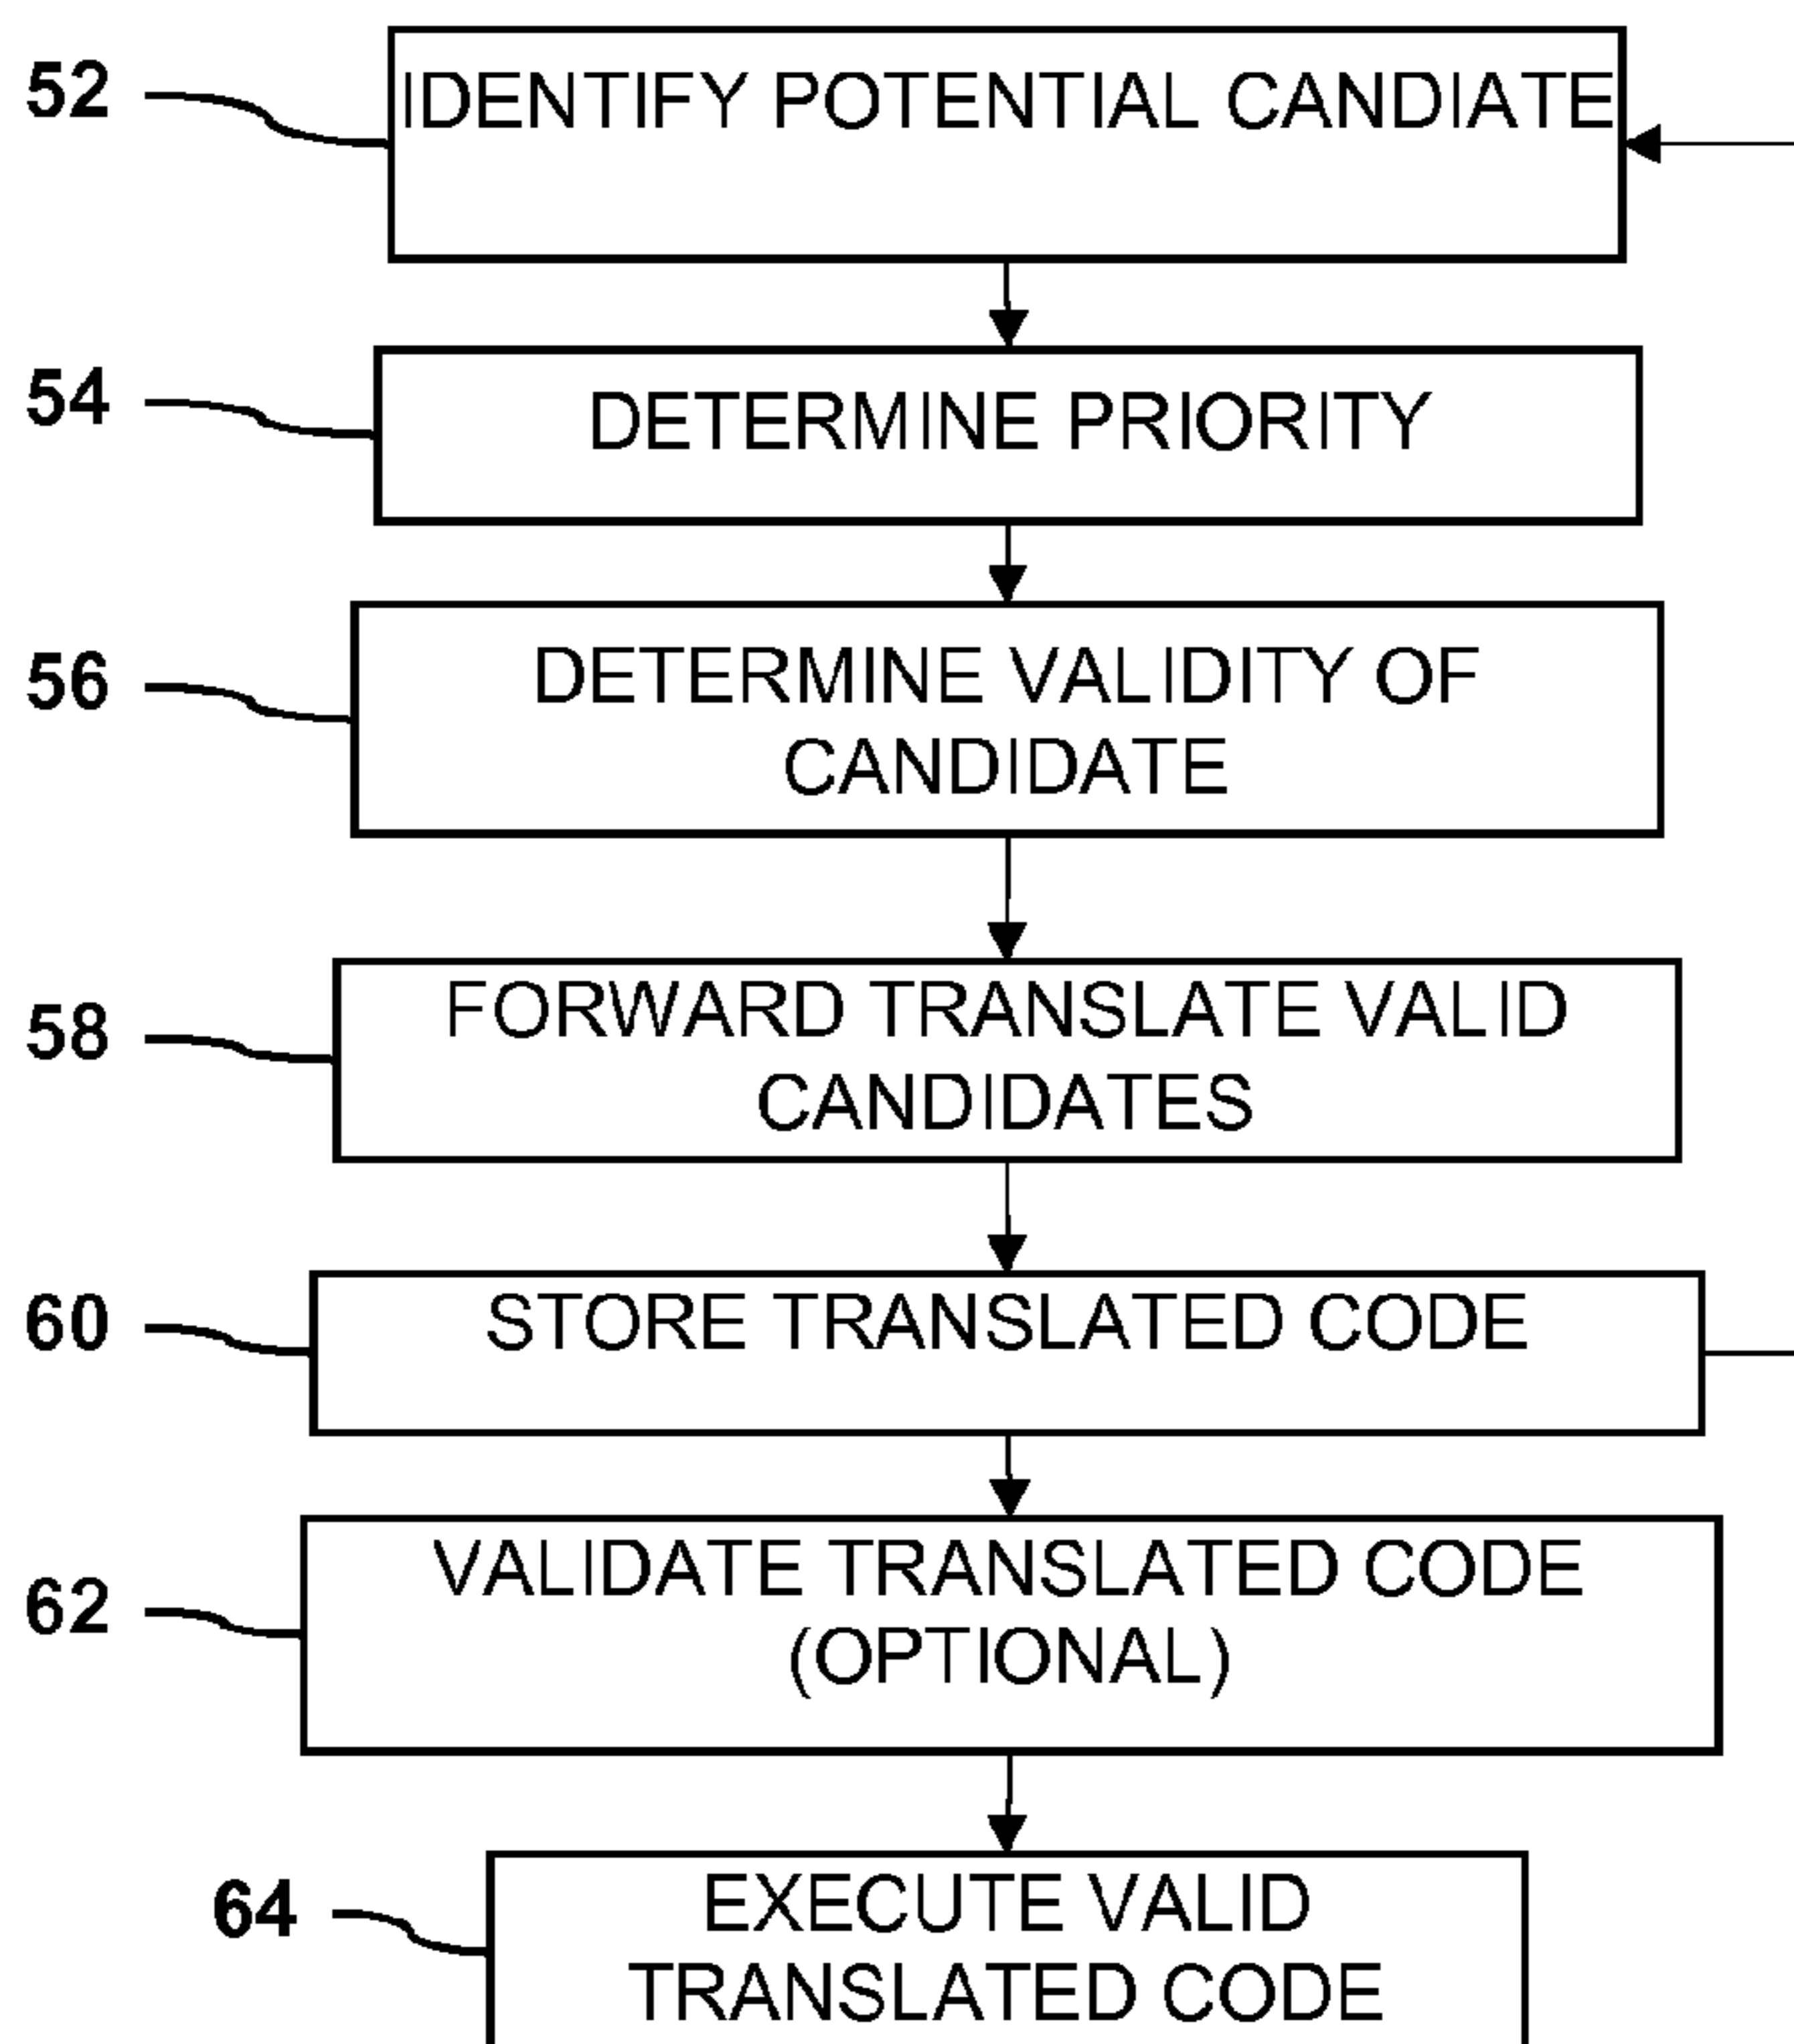 52
IDENTIFY POTENTIAL CANDIATE
54
DETERMINE PRIORITY
56
DETERMINE VALIDITY OF
CANDIDATE
58
FORWARD TRANSLATE VALID
CANDIDATES
60
STORE TRANSLATED CODE
62
VALIDATE TRANSLATED CODE
(OPTIONAL)
64
EXECUTE VALID
TRANSLATED CODE